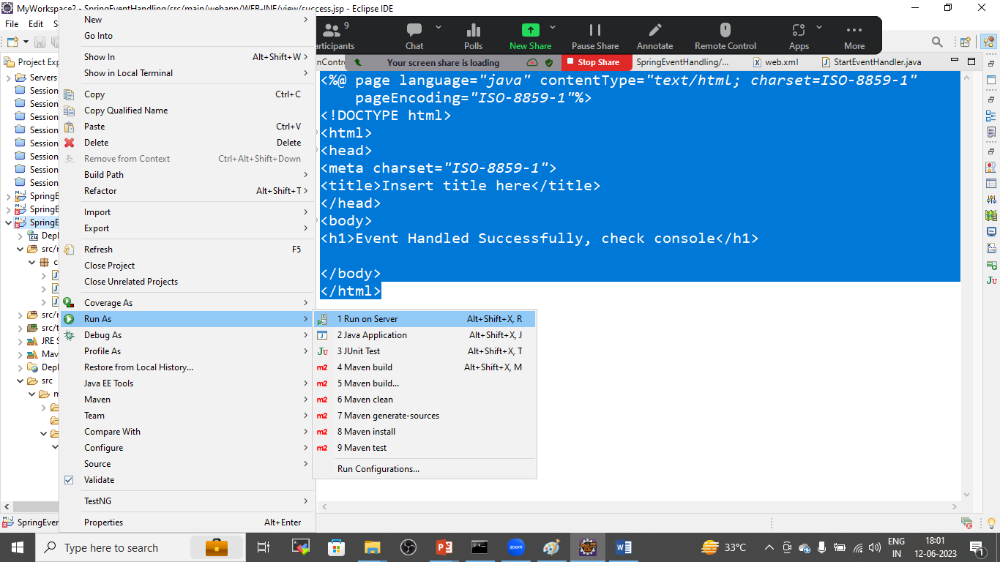 MyWorkspace2 - SpringEventHandling/src/main/webapp/WEB-INF/view/success.jsp - Eclipse IDE
File Edit S
9
articipants
Chat
Polls
New Share
Pause Share
Annotate
Remote Control
Apps
More
Your screen share is loading
Stop Share
Project Exp
nContr
SpringEventHandling/...
web.xml
StartEventHandler.java
Servers
Session
Session
Session
Session
Session
Session
Session
Session
SpringE
SpringE
SpringE
Depl
src/r
c
src/r
src/t
JRE S
Mav
Depl
src
m
New
Go Into
Show In Alt+Shift+W
Show in Local Terminal
Copy Ctrl+C
Copy Qualified Name
Paste Ctrl+V
Delete Delete
Remove from Context Ctrl+Alt+Shift+Down
Build Path
Refactor Alt+Shift+T
Import
Export
Refresh F5
Close Project
Close Unrelated Projects
Coverage As
Run As
Debug As
Profile As
Restore from Local History...
Java EE Tools
Maven
Team
Compare With
Configure
Source
Validate
TestNG
Properties Alt+Enter
1 Run on Server Alt+Shift+X, R
2 Java Application Alt+Shift+X, J
3 JUnit Test Alt+Shift+X, T
4 Maven build Alt+Shift+X, M
5 Maven build...
6 Maven clean
7 Maven generate-sources
8 Maven install
9 Maven test
Run Configurations...
<%@ page language="java" contentType="text/html; charset=ISO-8859-1"
pageEncoding="ISO-8859-1"%>
<!DOCTYPE html>
<html>
<head>
<meta charset="ISO-8859-1">
<title>Insert title here</title>
</head>
<body>
<h1>Event Handled Successfully, check console</h1>
</body>
</html>
SpringEver
Type here to search
zoom
33°C
ENG
IN
18:01
12-06-2023
1